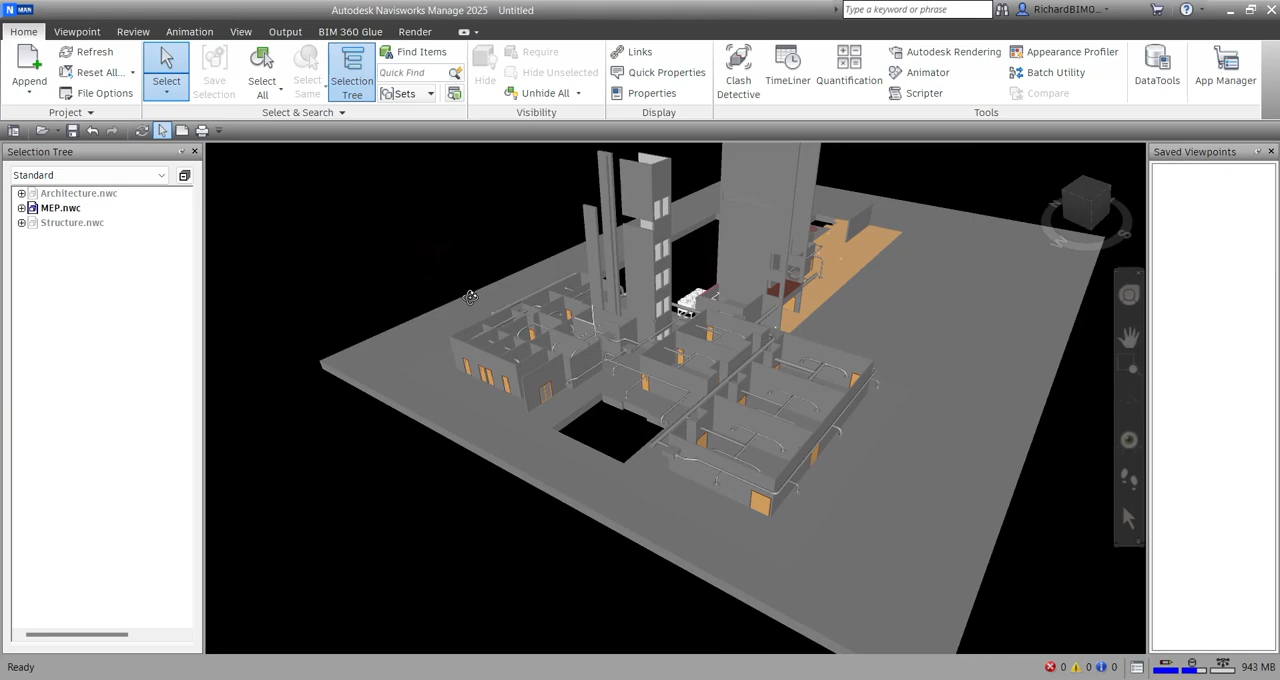 N MAN
Autodesk Navisworks Manage 2025 Untitled
Type a keyword or phrase
RichardBIMO...
Home Viewpoint Review Animation View Output BIM 360 Glue Render
Append
Refresh
Reset All...
File Options
Project
Select
Save Selection
Select All
Select Same
Selection Tree
Find Items
Quick Find
Sets
Select & Search
Hide
Require
Hide Unselected
Unhide All
Visibility
Links
Quick Properties
Properties
Display
Clash Detective
TimeLiner
Quantification
Autodesk Rendering
Animator
Scripter
Appearance Profiler
Batch Utility
Compare
DataTools
App Manager
Tools
Selection Tree
Standard
Architecture.nwc
MEP.nwc
Structure.nwc
Saved Viewpoints
W
S
Ready
0 0 0
943 MB